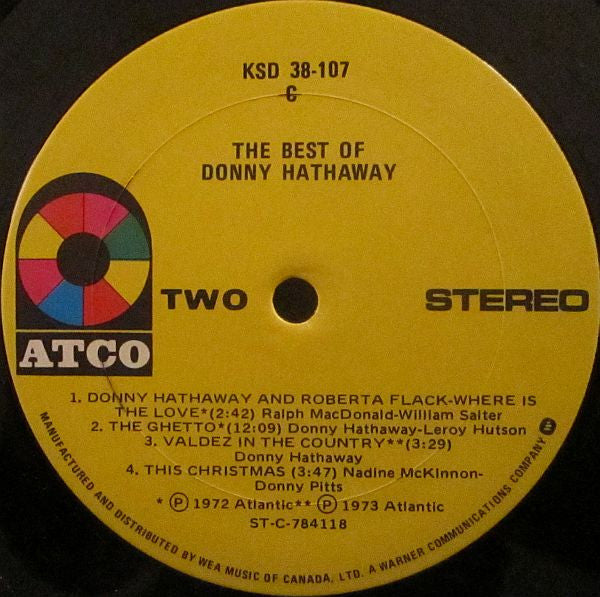 KSD 38-107
C
THE BEST OF
DONNY HATHAWAY
TWO
STEREO
ATCO
1. DONNY HATHAWAY AND ROBERTA FLACK-WHERE IS
THE LOVE*(2:42) Ralph MacDonald-William Salter
2. THE GHETTO*(12:09) Donny Hathaway-Leroy Hutson
3. VALDEZ IN THE COUNTRY**(3:29)
Donny Hathaway
4. THIS CHRISTMAS (3:47) Nadine McKinnon-
Donny Pitts
* Ⓟ 1972 Atlantic** Ⓟ 1973 Atlantic
ST-C-784118
MANUFACTURED AND DISTRIBUTED BY WEA MUSIC OF CANADA, LTD. A WARNER COMMUNICATIONS COMPANY